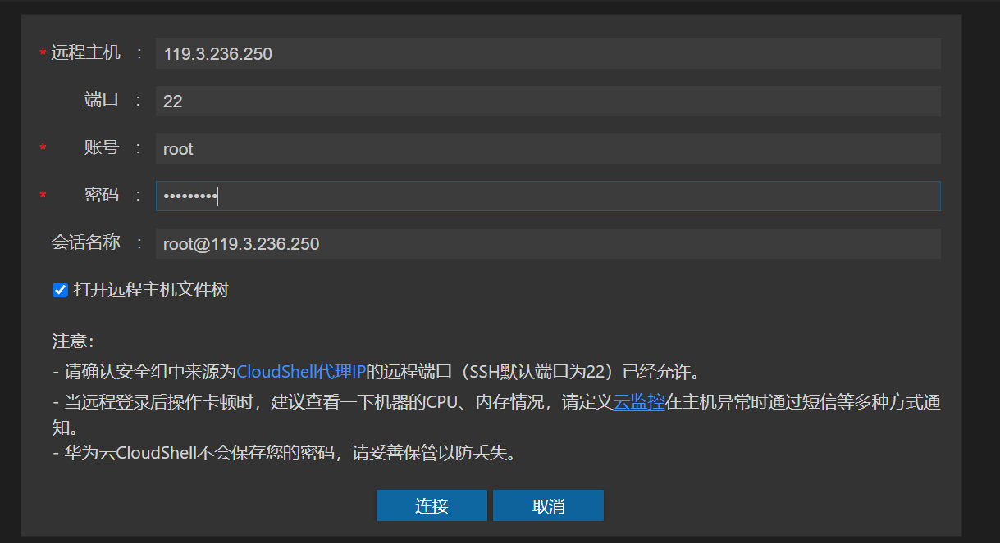 * 远程主机 : 119.3.236.250
端口 : 22
* 账号 : root
* 密码 : •••••••••
会话名称 : root@119.3.236.250
打开远程主机文件树
注意：
- 请确认安全组中来源为CloudShell代理IP的远程端口（SSH默认端口为22）已经允许。
- 当远程登录后操作卡顿时，建议查看一下机器的CPU、内存情况，请定义云监控在主机异常时通过短信等多种方式通
知。
- 华为云CloudShell不会保存您的密码，请妥善保管以防丢失。
连接 取消